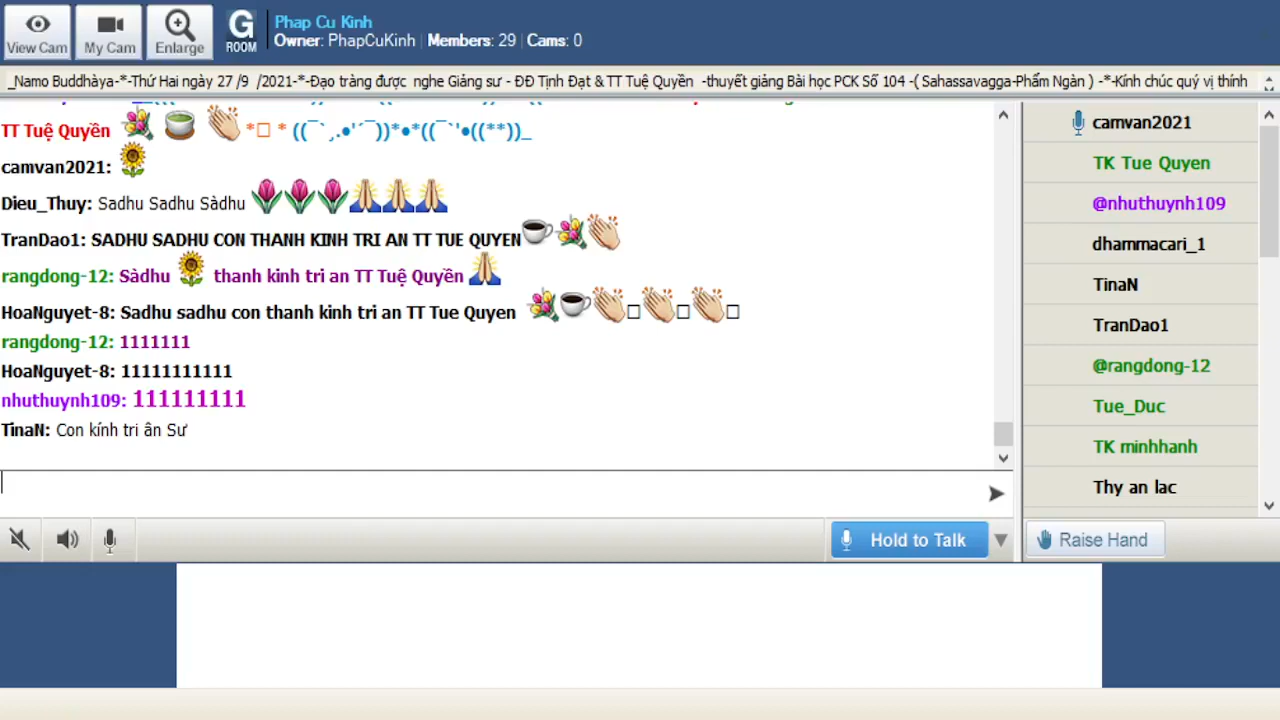 View Cam
My Cam
Enlarge
G ROOM
Phap Cu Kinh
Owner: PhapCuKinh | Members: 29 | Cams: 0
_Namo Buddhàya-*-Thứ Hai ngày 27 /9 /2021-*-Đạo tràng được nghe Giảng sư - ĐĐ Tịnh Đạt & TT Tuệ Quyền -thuyết giảng Bài học PCK Số 104 -( Sahassavagga-Phẩm Ngàn ) -*-Kính chúc quý vị thính
TT Tuệ Quyền
camvan2021:
Dieu_Thuy: Sadhu Sadhu Sàdhu
TranDao1: SADHU SADHU CON THANH KINH TRI AN TT TUE QUYEN
rangdong-12: Sàdhu thanh kinh tri an TT Tuệ Quyền
HoaNguyet-8: Sadhu sadhu con thanh kinh tri an TT Tue Quyen
rangdong-12: 1111111
HoaNguyet-8: 11111111111
nhuthuynh109: 111111111
TinaN: Con kính tri ân Sư
camvan2021
TK Tue Quyen
@nhuthuynh109
dhammacari_1
TinaN
TranDao1
@rangdong-12
Tue_Duc
TK minhhanh
Thy an lac
Hold to Talk
Raise Hand